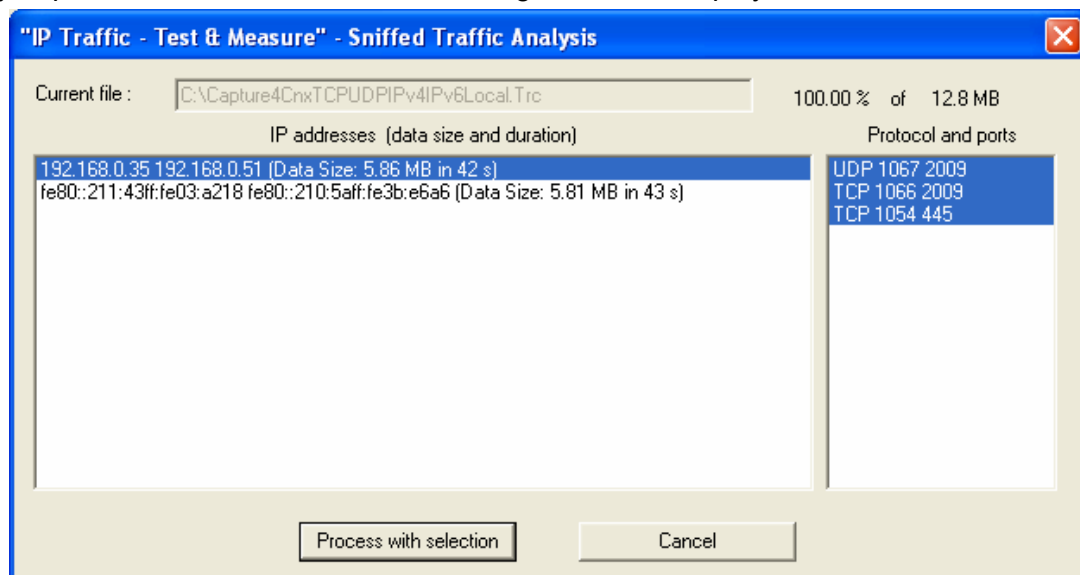 "IP Traffic - Test & Measure" - Sniffed Traffic Analysis
Current file : C:\Capture4CnxTCPUDPIPv4IPv6Local.Trc 100.00 % of 12.8 MB
IP addresses (data size and duration) Protocol and ports
192.168.0.35 192.168.0.51 (Data Size: 5.86 MB in 42 s) UDP 1067 2009
fe80::211:43ff:fe03:a218 fe80::210:5aff:fe3b:e6a6 (Data Size: 5.81 MB in 43 s) TCP 1066 2009
TCP 1054 445
Process with selection Cancel